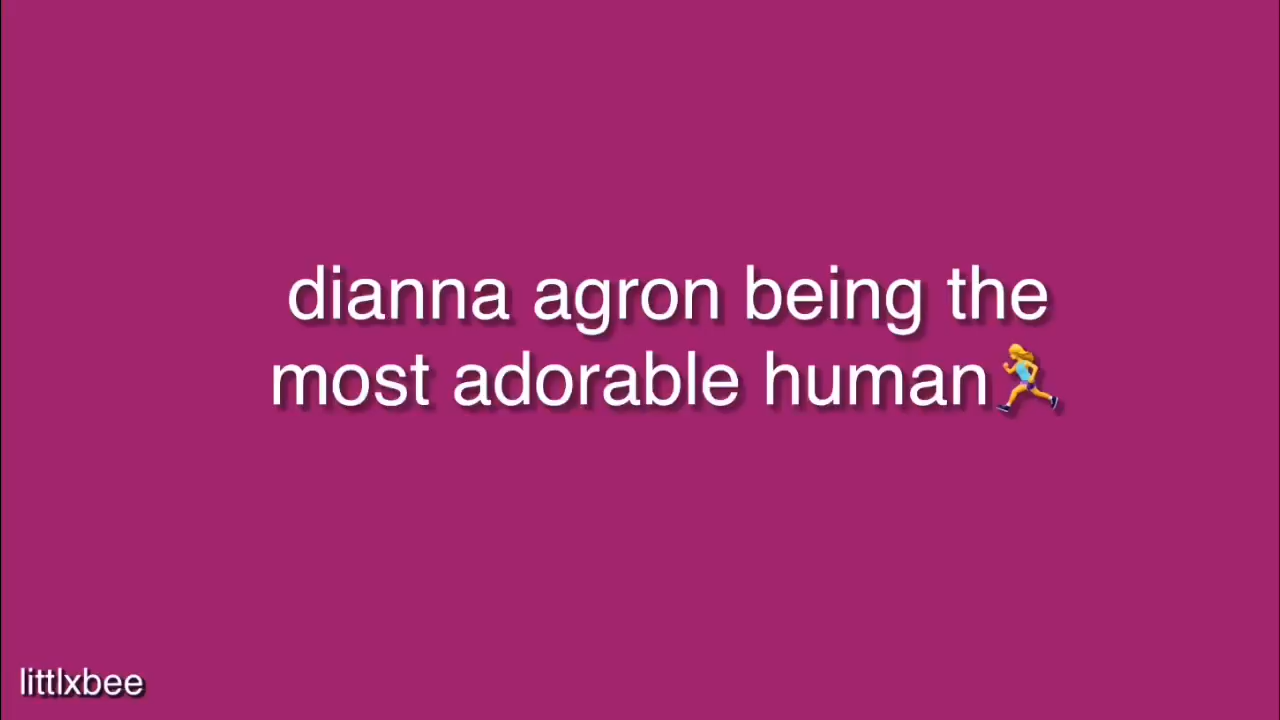 dianna agron being the
most adorable human🏃‍♀️
littlxbee